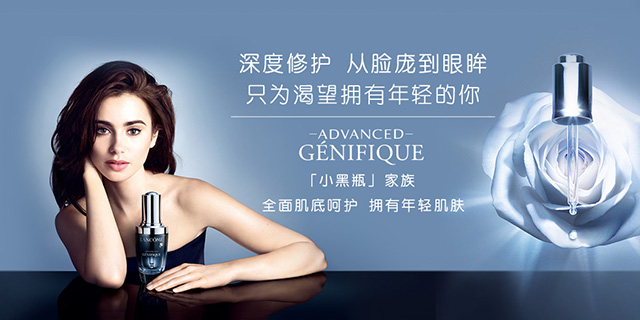 深度修护 从脸庞到眼眸
只为渴望拥有年轻的你
ADVANCED
GÉNIFIQUE
「小黑瓶」家族
全面肌底呵护 拥有年轻肌肤
LANCÔME
GÉNIFIQUE